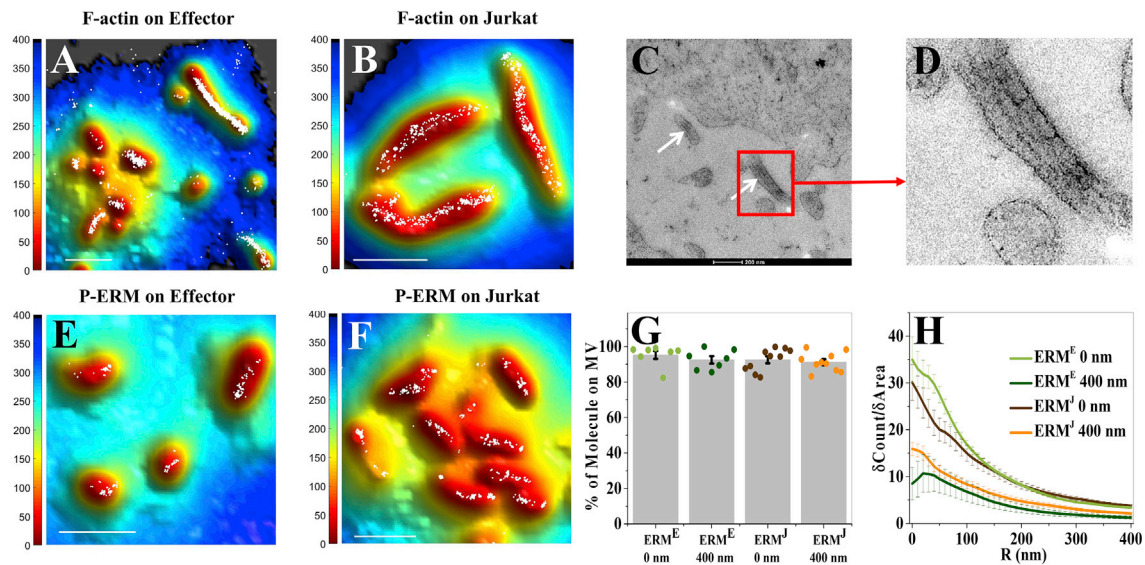 F-actin on Effector
F-actin on Jurkat
A
B
C
D
400
350
300
250
200
150
100
50
0
400
350
300
250
200
150
100
50
0
200 nm
P-ERM on Effector
P-ERM on Jurkat
E
F
G
H
400
350
300
250
200
150
100
50
0
400
350
300
250
200
150
100
50
0
% of Molecule on MV
100
80
60
40
20
0
ERM^E
0 nm
ERM^E
400 nm
ERM^J
0 nm
ERM^J
400 nm
δCount/δArea
40
30
20
10
0
ERM^E 0 nm
ERM^E 400 nm
ERM^J 0 nm
ERM^J 400 nm
0 100 200 300 400
R (nm)